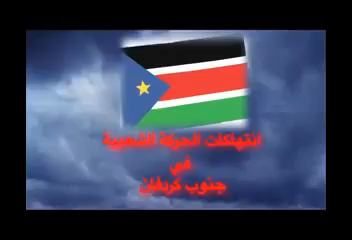 انتهاكات الحركة الشعبية
في
جنوب كردفان